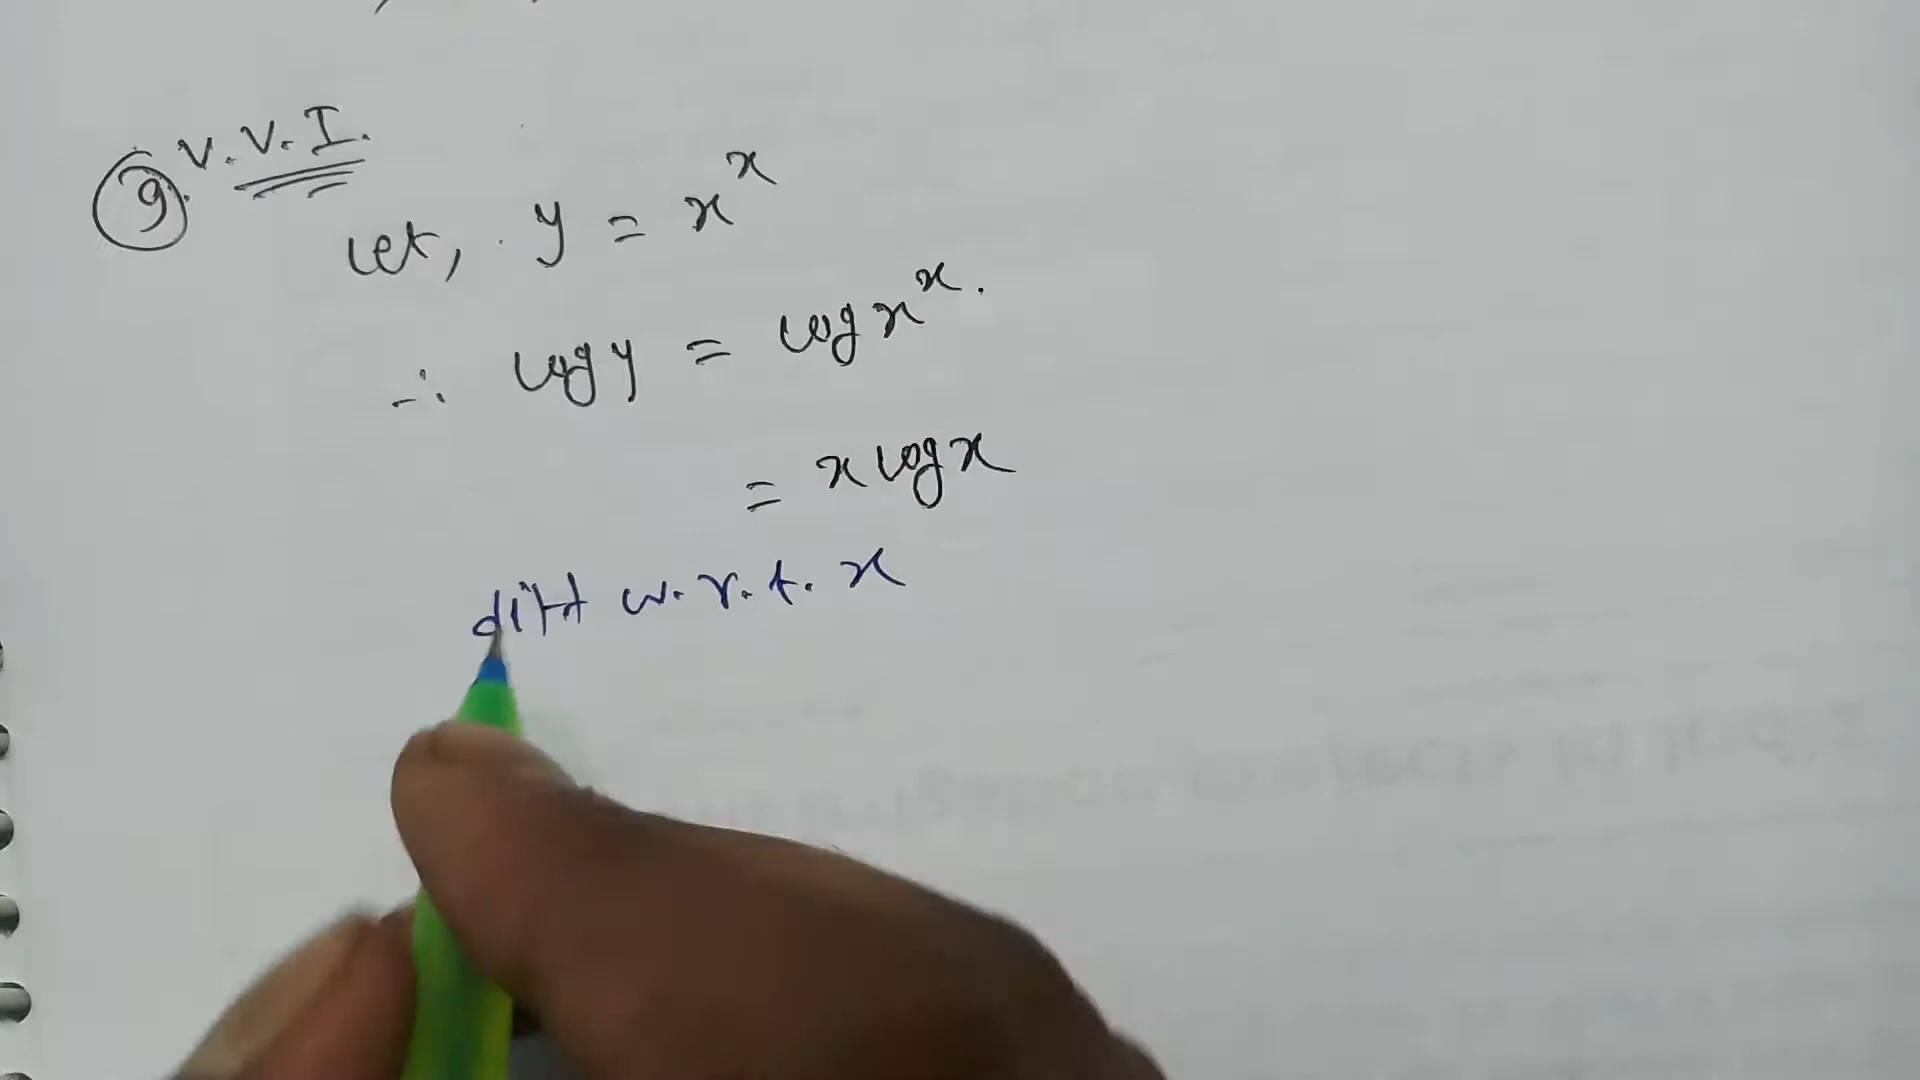 9. V.V.I.
let, y = x^x
∴ log y = log x^x.
= x log x
diff w.r.t. x